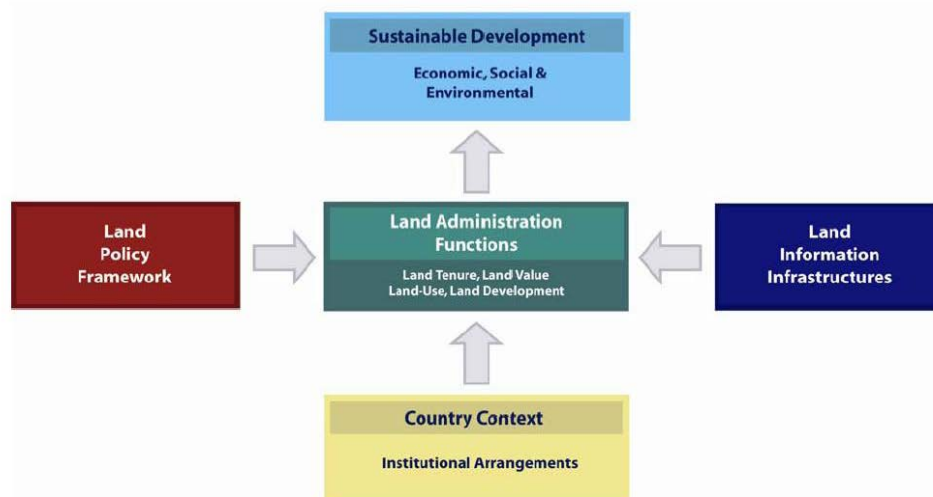 Sustainable Development
Economic, Social &
Environmental
Land
Policy
Framework
Land Administration
Functions
Land Tenure, Land Value
Land-Use, Land Development
Land
Information
Infrastructures
Country Context
Institutional Arrangements